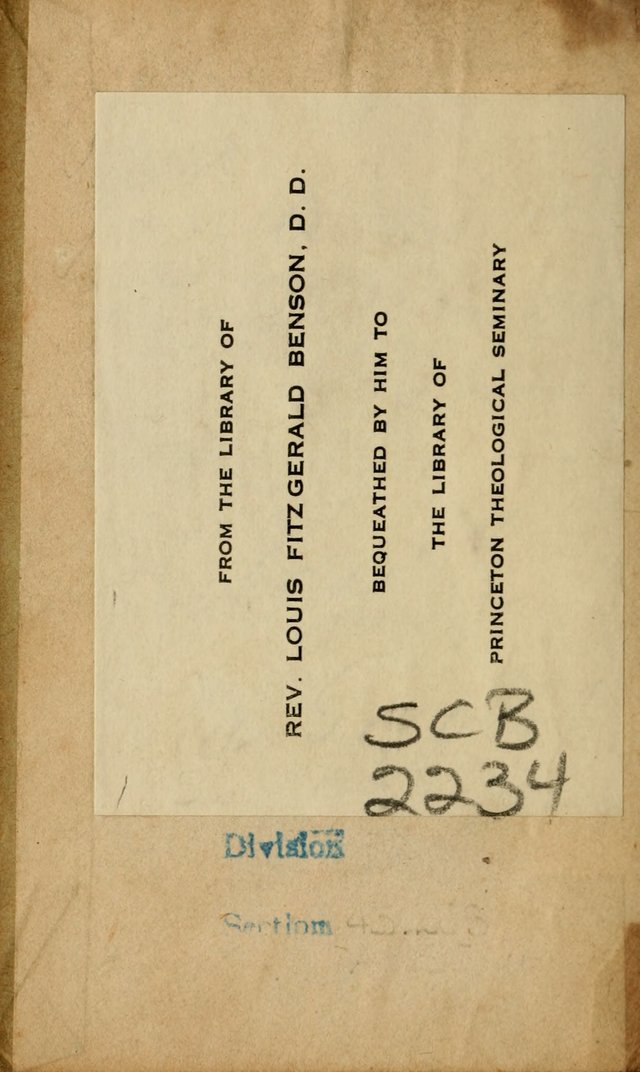 FROM THE LIBRARY OF
REV. LOUIS FITZGERALD BENSON, D. D.
BEQUEATHED BY HIM TO
THE LIBRARY OF
PRINCETON THEOLOGICAL SEMINARY
SCB
2234
Division
Section